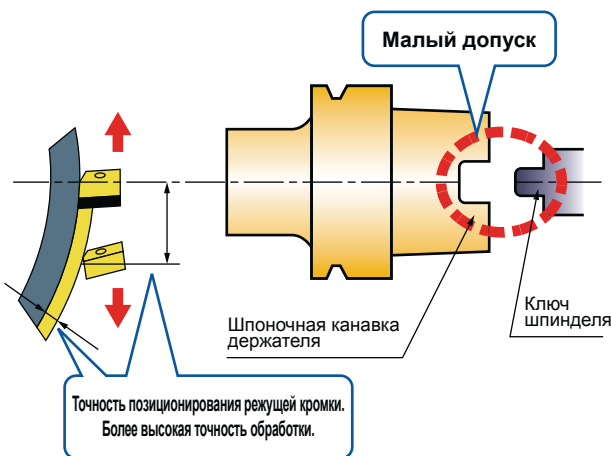 Малый допуск
Шпоночная канавка
держателя
Ключ
шпинделя
Точность позиционирования режущей кромки.
Более высокая точность обработки.